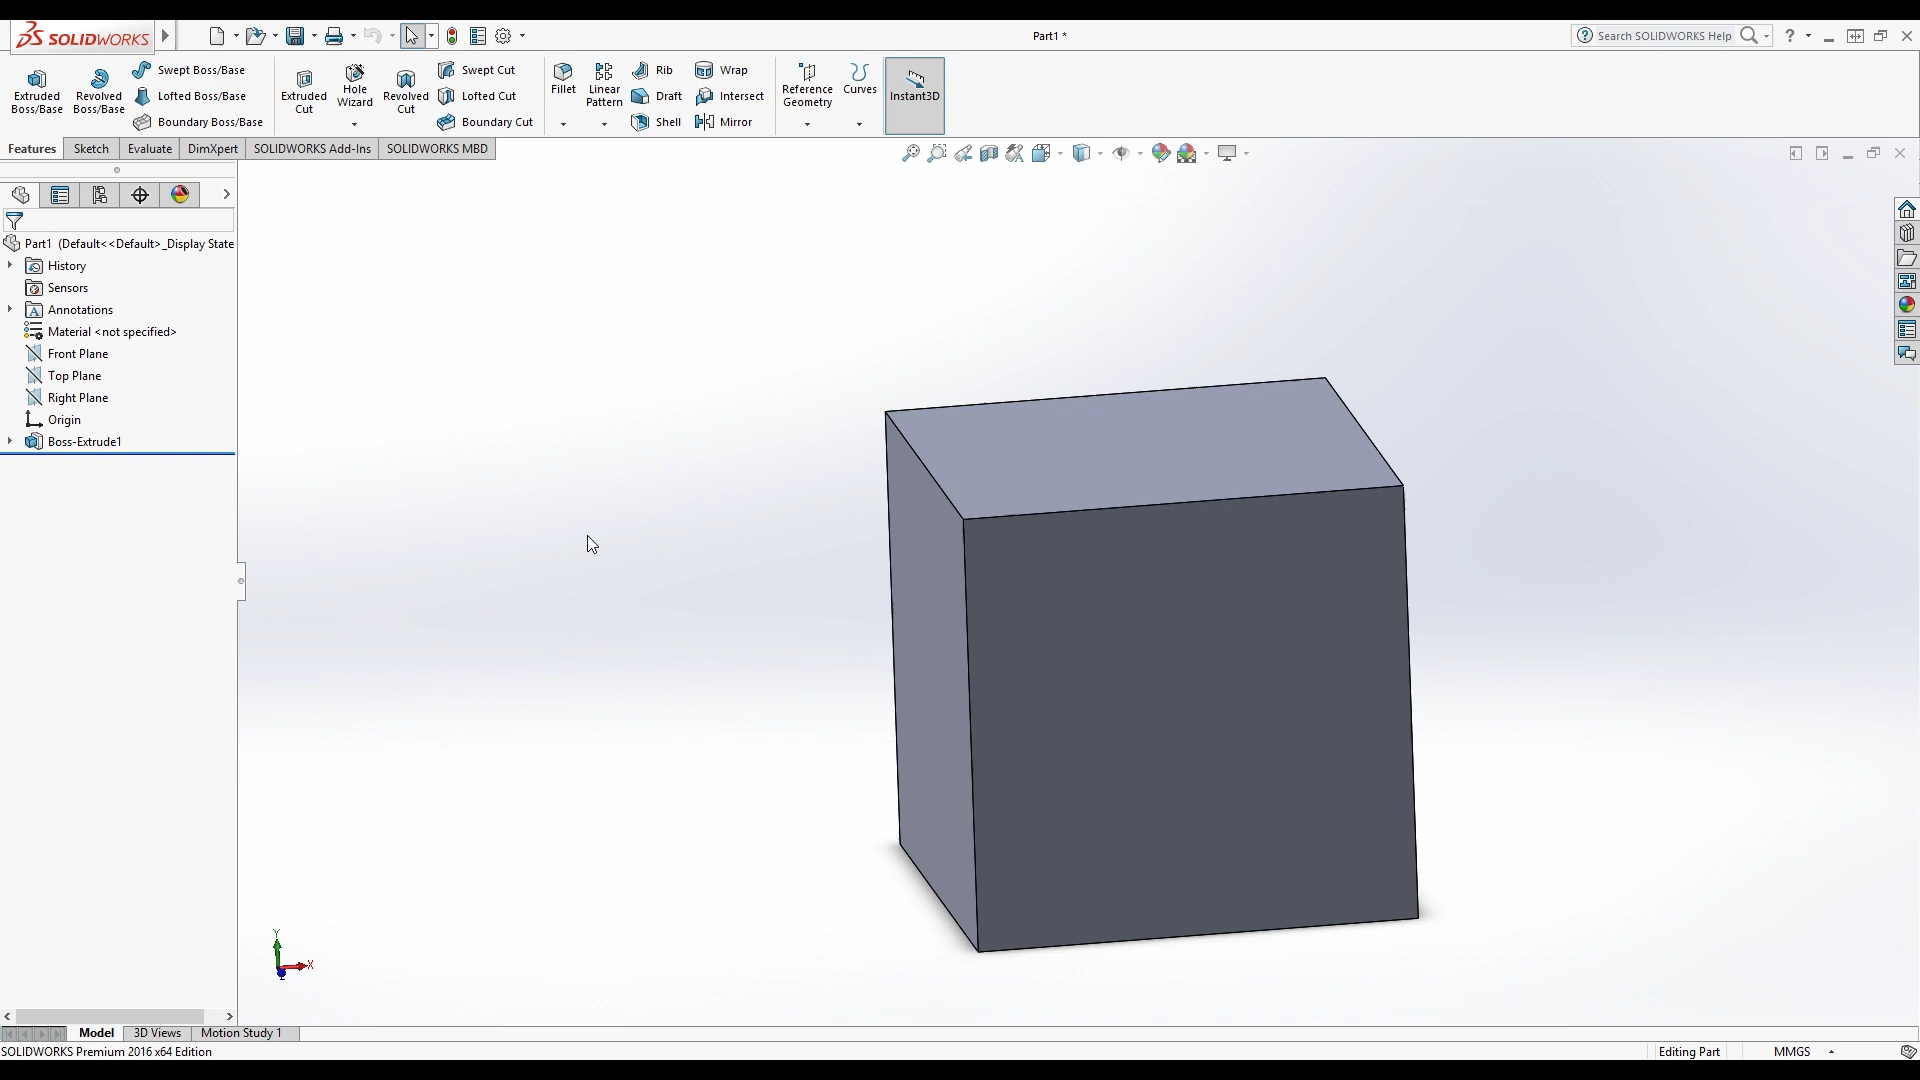 SOLIDWORKS
Part1 *
Search SOLIDWORKS Help
?
Extruded
Boss/Base
Revolved
Boss/Base
Swept Boss/Base
Lofted Boss/Base
Boundary Boss/Base
Extruded
Cut
Hole
Wizard
Revolved
Cut
Swept Cut
Lofted Cut
Boundary Cut
Fillet
Linear
Pattern
Rib
Draft
Shell
Wrap
Intersect
Mirror
Reference
Geometry
Curves
Instant3D
Features
Sketch
Evaluate
DimXpert
SOLIDWORKS Add-Ins
SOLIDWORKS MBD
Part1 (Default<<Default>_Display State
History
Sensors
Annotations
Material <not specified>
Front Plane
Top Plane
Right Plane
Origin
Boss-Extrude1
Y
X
Z
Model
3D Views
Motion Study 1
SOLIDWORKS Premium 2016 x64 Edition
Editing Part
MMGS